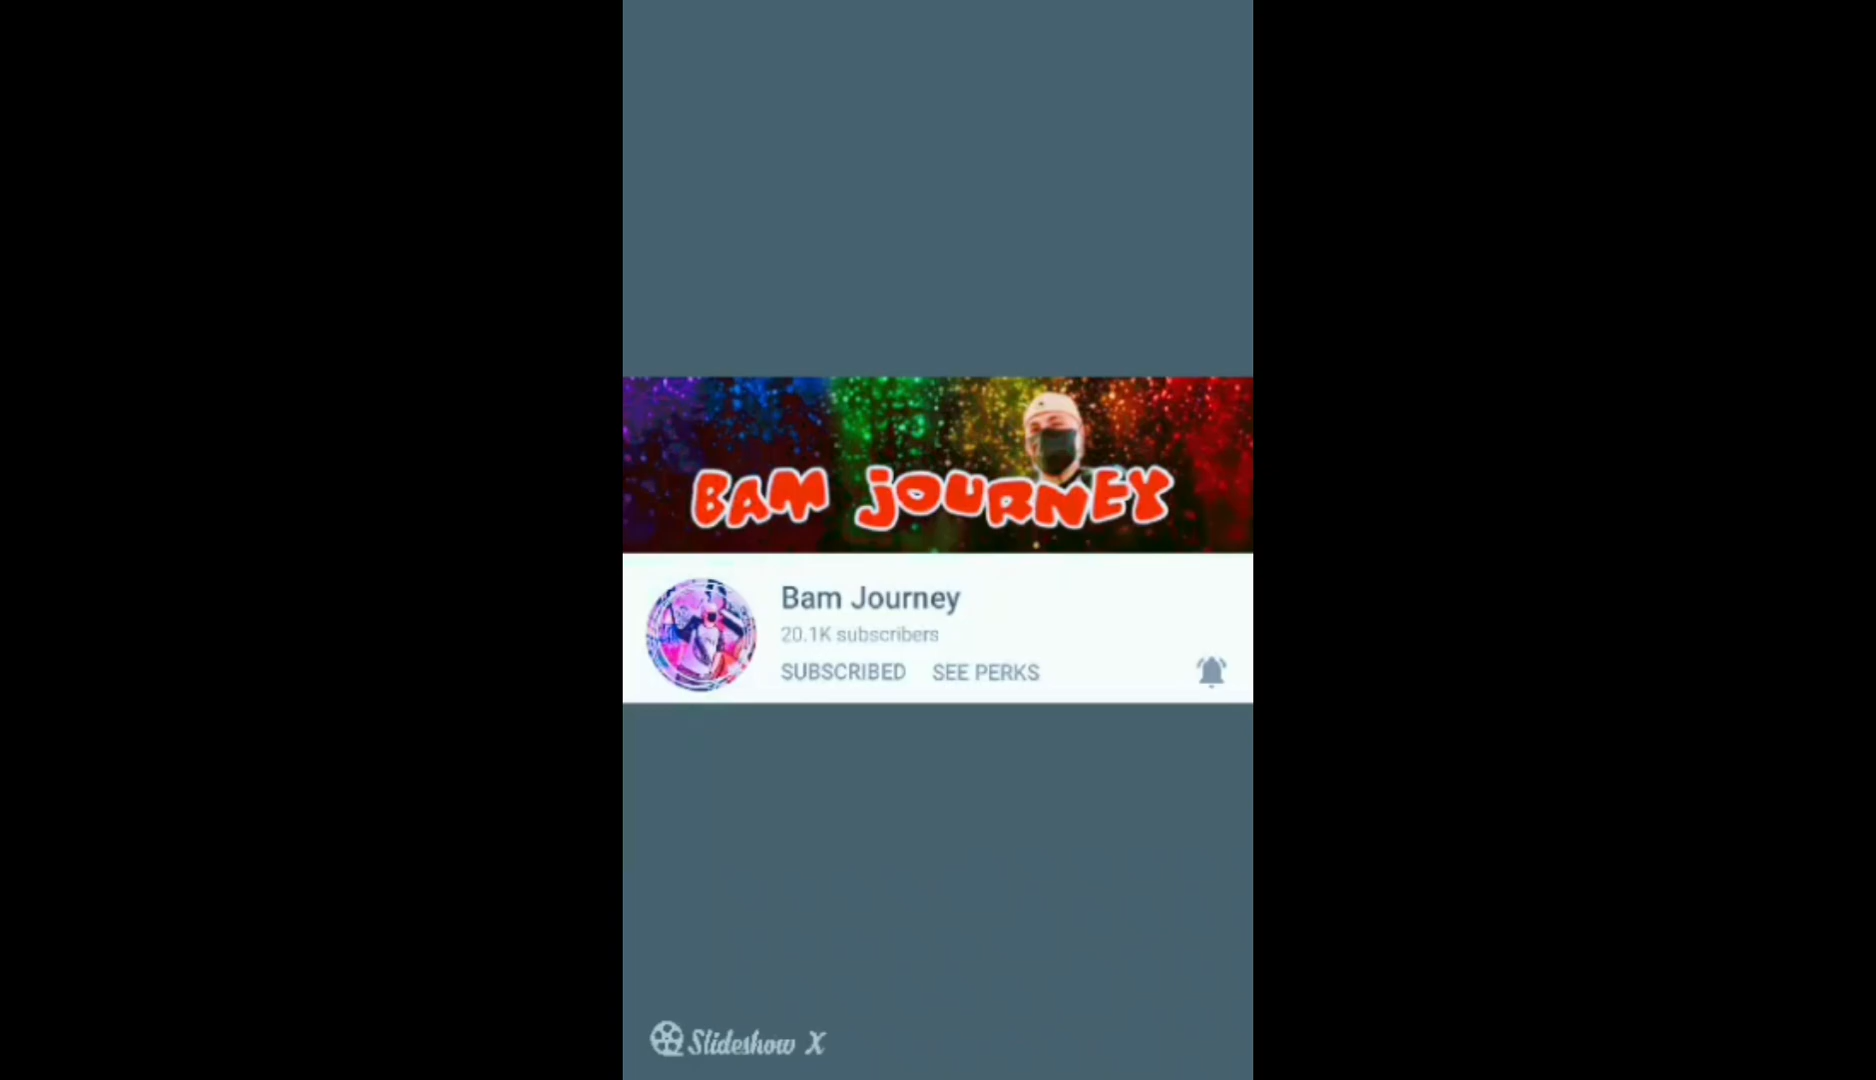 BAM JOURNEY
Bam Journey
20.1K subscribers
SUBSCRIBED SEE PERKS
Slideshow X